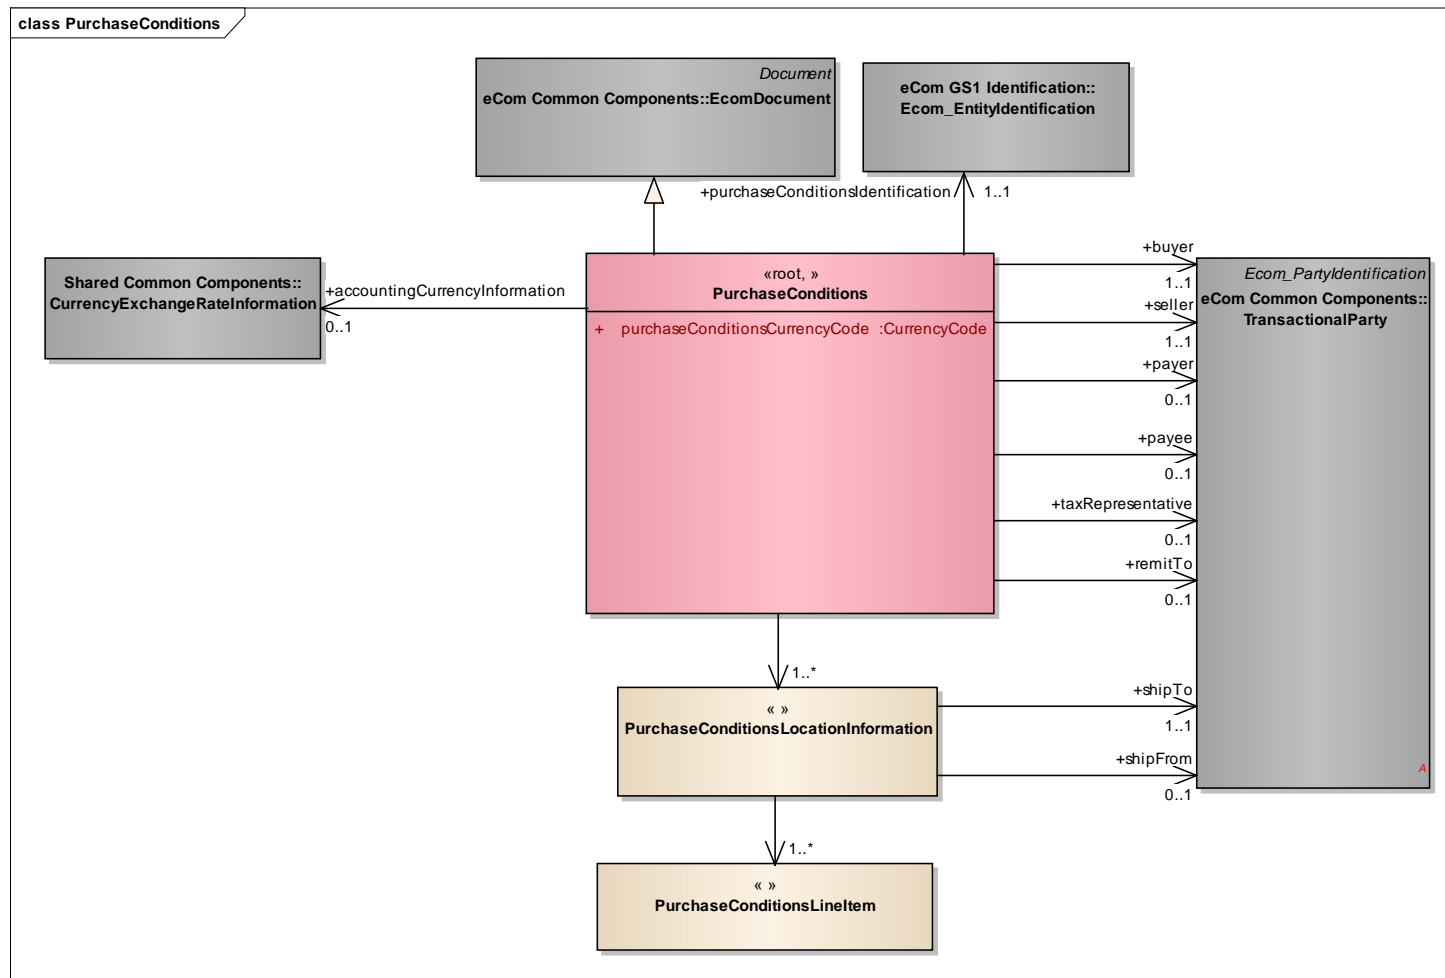 class PurchaseConditions
Document
eCom Common Components::EcomDocument
eCom GS1 Identification::
Ecom_EntityIdentification
+purchaseConditionsIdentification
1..1
Shared Common Components::
CurrencyExchangeRateInformation
+accountingCurrencyInformation
0..1
«root, »
PurchaseConditions
+ purchaseConditionsCurrencyCode :CurrencyCode
+buyer
1..1
+seller
1..1
+payer
0..1
+payee
0..1
+taxRepresentative
0..1
+remitTo
0..1
Ecom_PartyIdentification
eCom Common Components::
TransactionalParty
A
1..*
« »
PurchaseConditionsLocationInformation
+shipTo
1..1
+shipFrom
0..1
1..*
« »
PurchaseConditionsLineItem